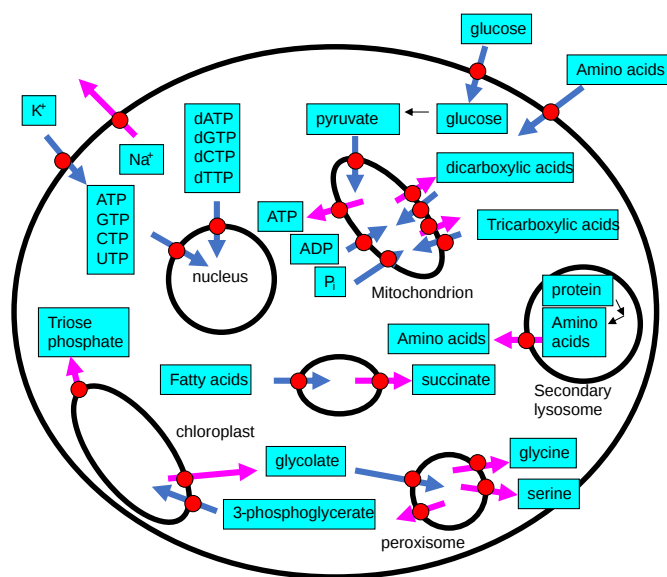 glucose
Amino acids
K+
Na+
dATP
dGTP
dCTP
dTTP
pyruvate
glucose
dicarboxylic acids
ATP
GTP
CTP
UTP
ATP
Tricarboxylic acids
ADP
Pi
nucleus
Mitochondrion
protein
Amino
acids
Triose
phosphate
Amino acids
Fatty acids
succinate
Secondary
lysosome
chloroplast
glycolate
glycine
serine
3-phosphoglycerate
peroxisome